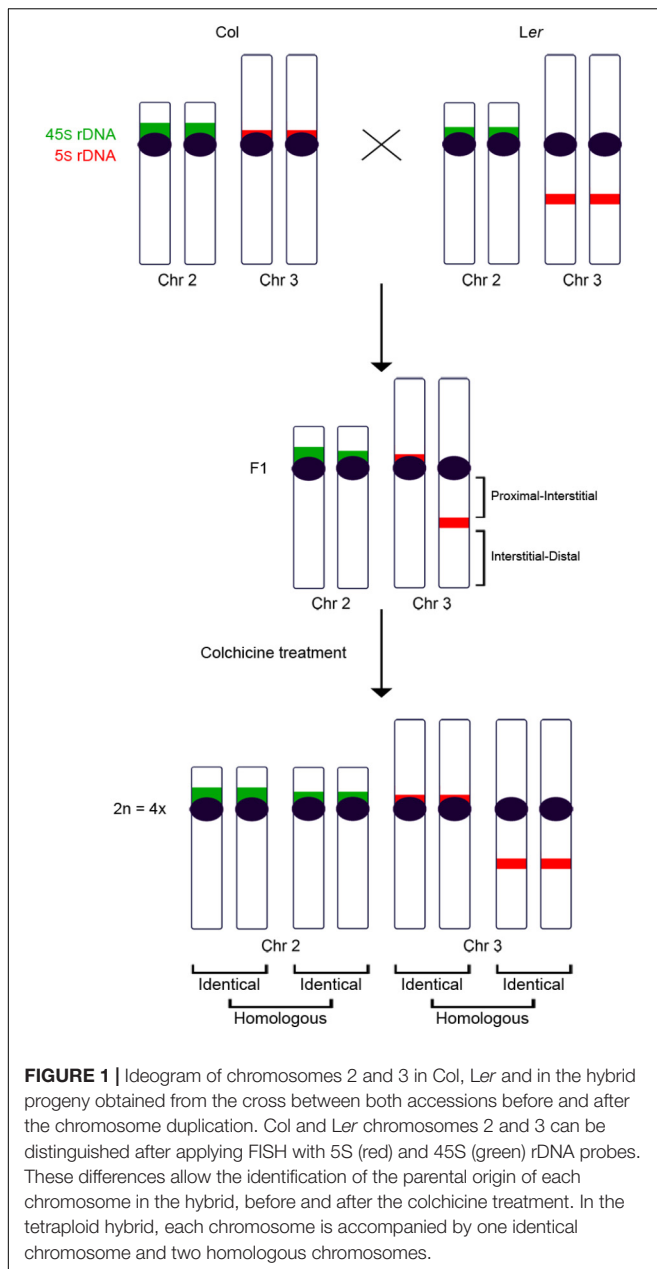 Col
Ler
45s rDNA
5S rDNA
Chr 2
Chr 3
Chr 2
Chr 3
F1
Proximal-Interstitial
Interstitial-Distal
Chr 2
Chr 3
Colchicine treatment
2n = 4x
Chr 2
Chr 3
Identical
Identical
Identical
Identical
Homologous
Homologous
FIGURE 1 | Ideogram of chromosomes 2 and 3 in Col, Ler and in the hybrid
progeny obtained from the cross between both accessions before and after
the chromosome duplication. Col and Ler chromosomes 2 and 3 can be
distinguished after applying FISH with 5S (red) and 45S (green) rDNA probes.
These differences allow the identification of the parental origin of each
chromosome in the hybrid, before and after the colchicine treatment. In the
tetraploid hybrid, each chromosome is accompanied by one identical
chromosome and two homologous chromosomes.